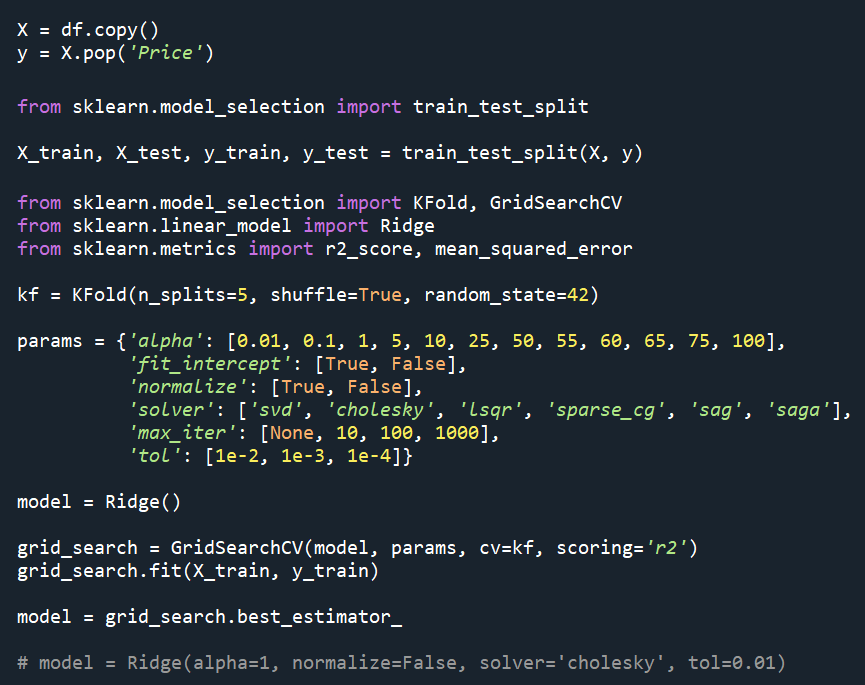 X = df.copy()
y = X.pop('Price')
from sklearn.model_selection import train_test_split
X_train, X_test, y_train, y_test = train_test_split(X, y)
from sklearn.model_selection import KFold, GridSearchCV
from sklearn.linear_model import Ridge
from sklearn.metrics import r2_score, mean_squared_error
kf = KFold(n_splits=5, shuffle=True, random_state=42)
params = {'alpha': [0.01, 0.1, 1, 5, 10, 25, 50, 55, 60, 65, 75, 100],
'fit_intercept': [True, False],
'normalize': [True, False],
'solver': ['svd', 'cholesky', 'lsqr', 'sparse_cg', 'sag', 'saga'],
'max_iter': [None, 10, 100, 1000],
'tol': [1e-2, 1e-3, 1e-4]}
model = Ridge()
grid_search = GridSearchCV(model, params, cv=kf, scoring='r2')
grid_search.fit(X_train, y_train)
model = grid_search.best_estimator_
# model = Ridge(alpha=1, normalize=False, solver='cholesky', tol=0.01)